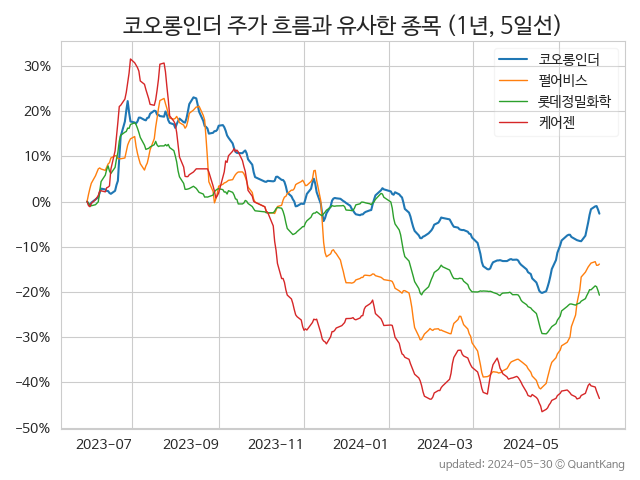 코오롱인더 주가 흐름과 유사한 종목 (1년, 5일선)
코오롱인더
펄어비스
롯데정밀화학
케어젠
30%
20%
10%
0%
−10%
−20%
−30%
−40%
−50%
2023-07 2023-09 2023-11 2024-01 2024-03 2024-05
updated: 2024-05-30 © QuantKang